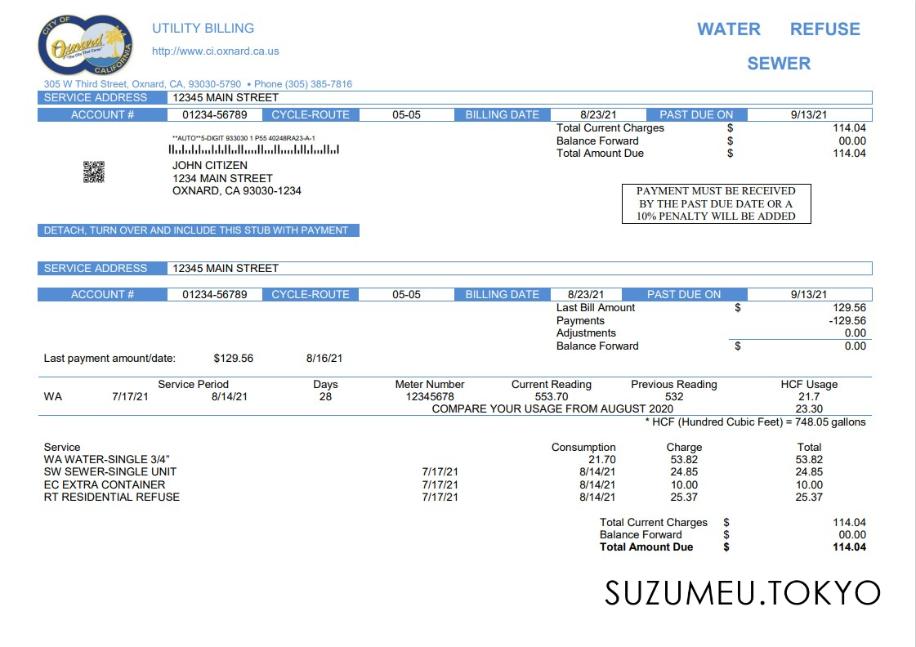 CITY OF
Oxnard
CALIFORNIA
UTILITY BILLING
http://www.ci.oxnard.ca.us
WATER REFUSE
SEWER
305 W Third Street, Oxnard, CA, 93030-5790 • Phone (305) 385-7816
SERVICE ADDRESS 12345 MAIN STREET
ACCOUNT # 01234-56789 CYCLE-ROUTE 05-05 BILLING DATE 8/23/21 PAST DUE ON 9/13/21
Total Current Charges $ 114.04
Balance Forward $ 00.00
Total Amount Due $ 114.04
**AUTO**5-DIGIT 933030 1 P55 40248RA23-A-1
JOHN CITIZEN
1234 MAIN STREET
OXNARD, CA 93030-1234
PAYMENT MUST BE RECEIVED
BY THE PAST DUE DATE OR A
10% PENALTY WILL BE ADDED
DETACH, TURN OVER AND INCLUDE THIS STUB WITH PAYMENT
SERVICE ADDRESS 12345 MAIN STREET
ACCOUNT # 01234-56789 CYCLE-ROUTE 05-05 BILLING DATE 8/23/21 PAST DUE ON 9/13/21
Last Bill Amount $ 129.56
Payments -129.56
Adjustments 0.00
Balance Forward $ 0.00
Last payment amount/date: $129.56 8/16/21
Service Period Days Meter Number Current Reading Previous Reading HCF Usage
WA 7/17/21 8/14/21 28 12345678 553.70 532 21.7
COMPARE YOUR USAGE FROM AUGUST 2020 23.30
* HCF (Hundred Cubic Feet) = 748.05 gallons
Service Consumption Charge Total
WA WATER-SINGLE 3/4" 21.70 53.82 53.82
SW SEWER-SINGLE UNIT 7/17/21 8/14/21 24.85 24.85
EC EXTRA CONTAINER 7/17/21 8/14/21 10.00 10.00
RT RESIDENTIAL REFUSE 7/17/21 8/14/21 25.37 25.37
Total Current Charges $ 114.04
Balance Forward $ 00.00
Total Amount Due $ 114.04
SUZUMEU.TOKYO